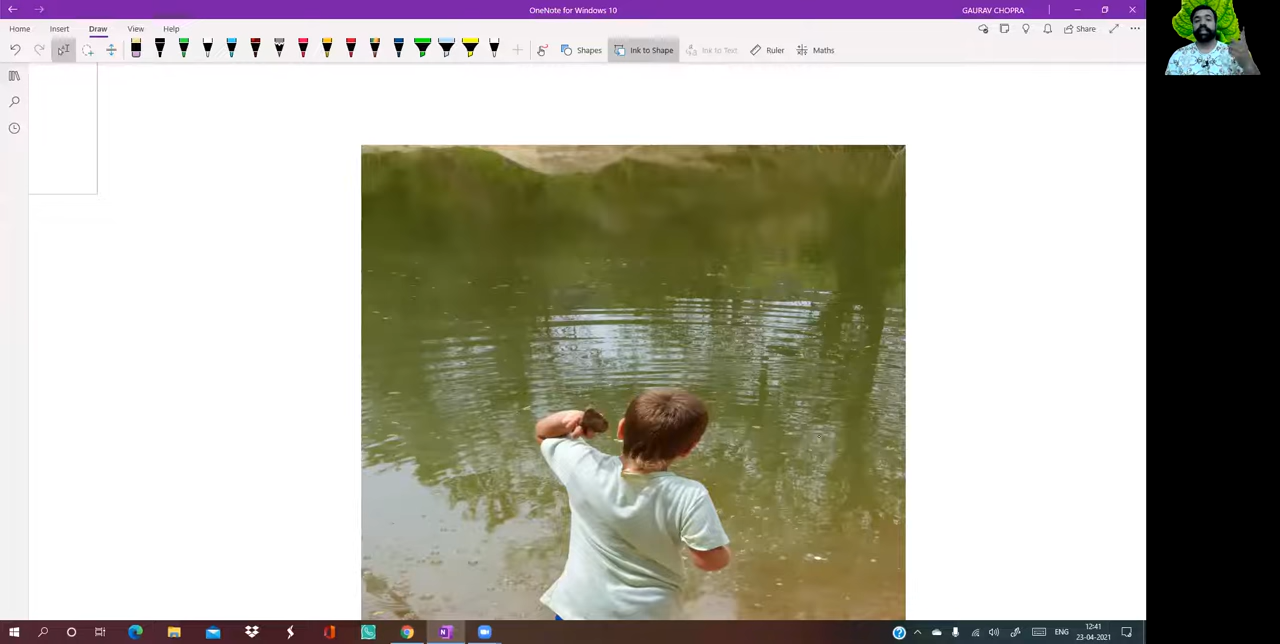 OneNote for Windows 10
GAURAV CHOPRA
Home Insert Draw View Help
Share
Shapes Ink to Shape Ink to Text Ruler Maths
ENG
12:41
23-04-2021